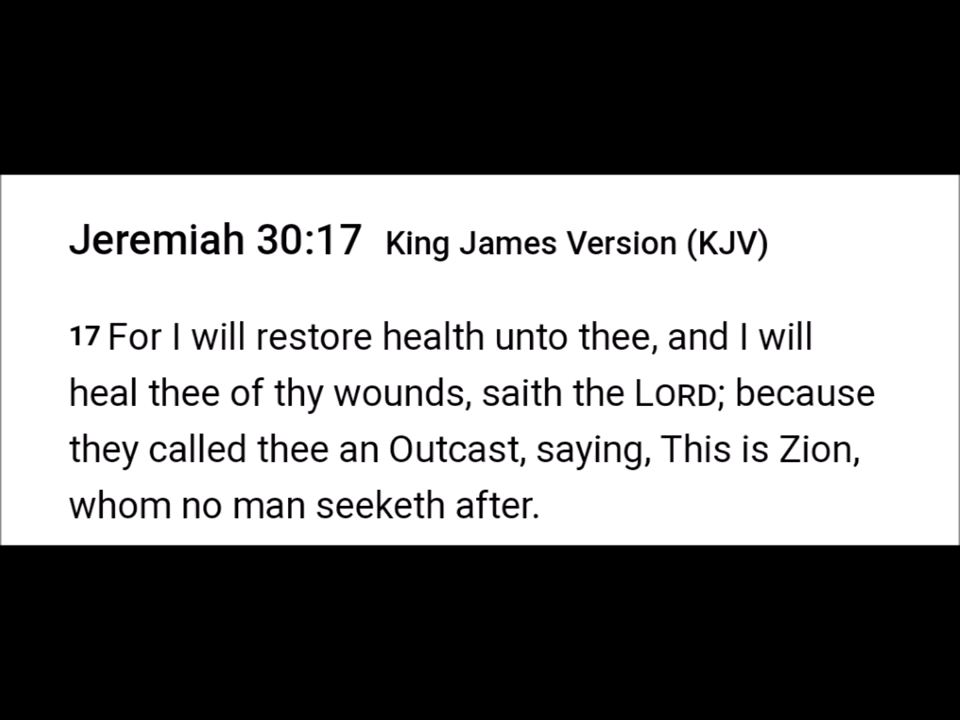 Jeremiah 30:17 King James Version (KJV)
17 For I will restore health unto thee, and I will
heal thee of thy wounds, saith the LORD; because
they called thee an Outcast, saying, This is Zion,
whom no man seeketh after.